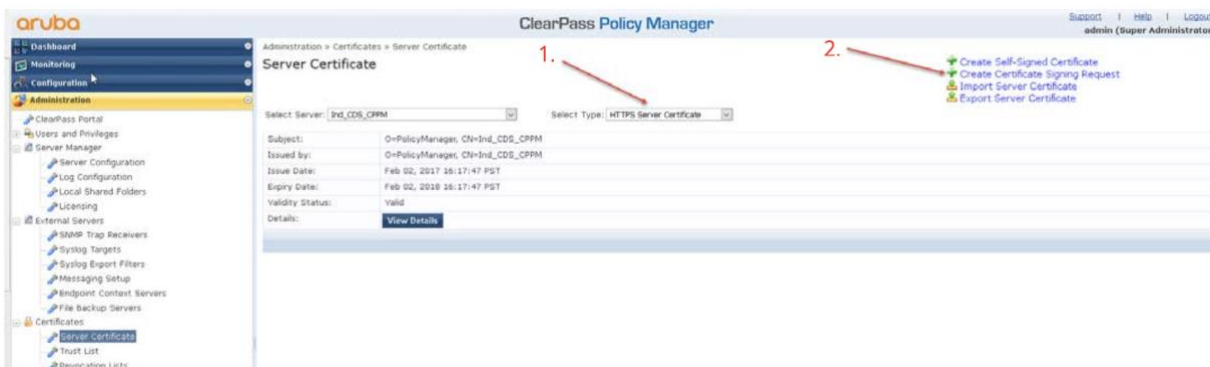 aruba
ClearPass Policy Manager
Support | Help | Logout
admin (Super Administrator
Dashboard
Monitoring
Configuration
Administration
ClearPass Portal
Users and Privileges
Server Manager
Server Configuration
Log Configuration
Local Shared Folders
Licensing
External Servers
SNMP Trap Receivers
Syslog Targets
Syslog Export Filters
Messaging Setup
Endpoint Context Servers
File Backup Servers
Certificates
Server Certificate
Trust List
Revocation Lists
Administration » Certificates » Server Certificate
Server Certificate
1.
2.
Create Self-Signed Certificate
Create Certificate Signing Request
Import Server Certificate
Export Server Certificate
Select Server: Ind_CDS_CPPM
Select Type: HTTPS Server Certificate
Subject: O=PolicyManager, CN=Ind_CDS_CPPM
Issued by: O=PolicyManager, CN=Ind_CDS_CPPM
Issue Date: Feb 02, 2017 16:17:47 PST
Expiry Date: Feb 02, 2018 16:17:47 PST
Validity Status: Valid
Details: View Details